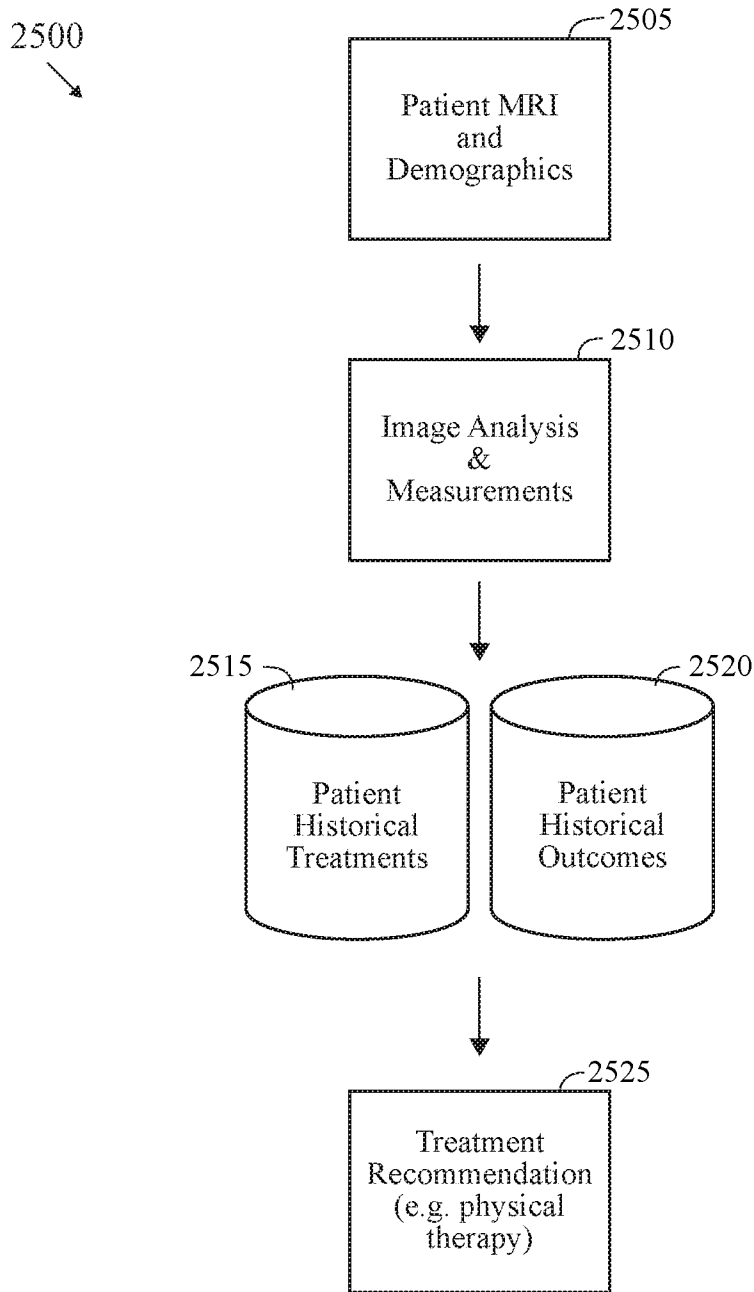 2500
2505
Patient MRI
and
Demographics
2510
Image Analysis
&
Measurements
2515
2520
Patient
Historical
Treatments
Patient
Historical
Outcomes
2525
Treatment
Recommendation
(e.g. physical
therapy)